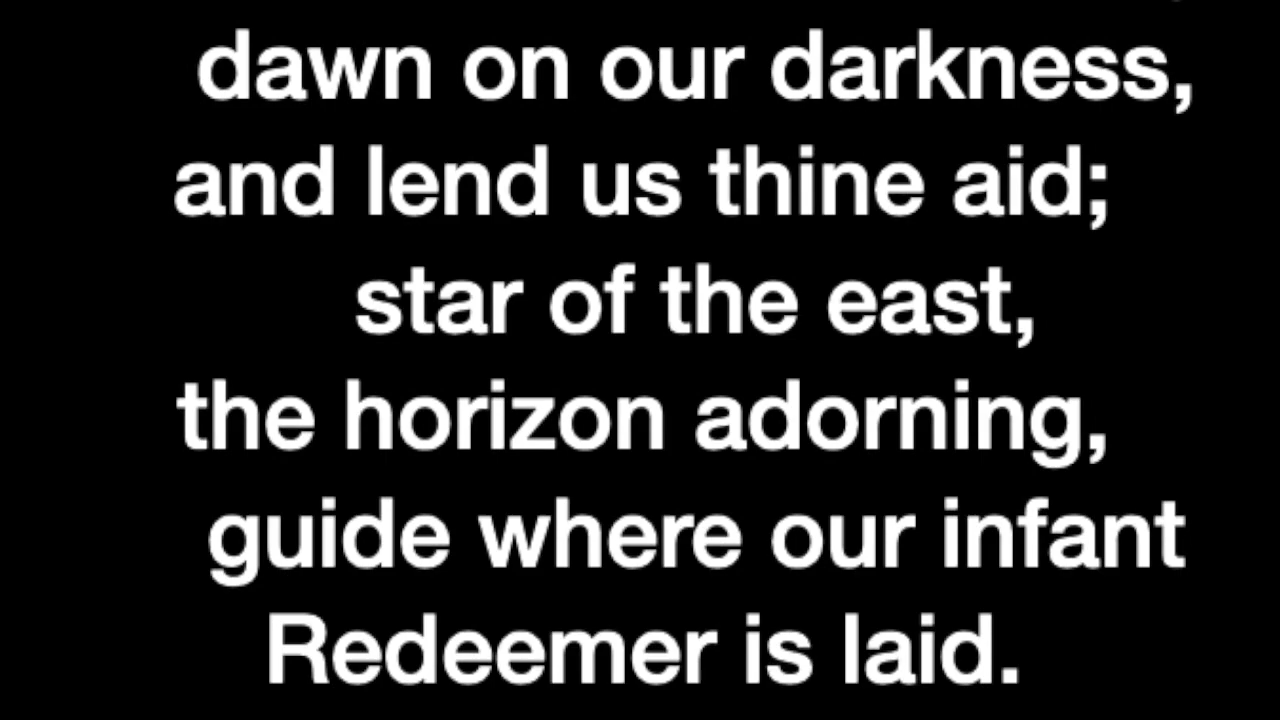 dawn on our darkness,
and lend us thine aid;
star of the east,
the horizon adorning,
guide where our infant
Redeemer is laid.